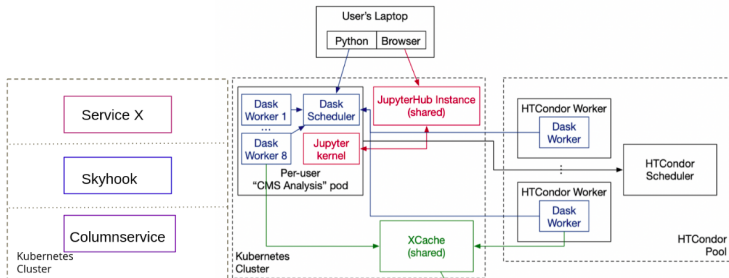 User's Laptop
Python
Browser
Service X
Skyhook
Columnservice
Kubernetes
Cluster
Dask
Worker 1
...
Dask
Worker 8
Dask
Scheduler
Jupyter
kernel
Per-user
"CMS Analysis" pod
JupyterHub Instance
(shared)
XCache
(shared)
Kubernetes
Cluster
HTCondor Worker
Dask
Worker
HTCondor Worker
Dask
Worker
HTCondor
Scheduler
HTCondor
Pool